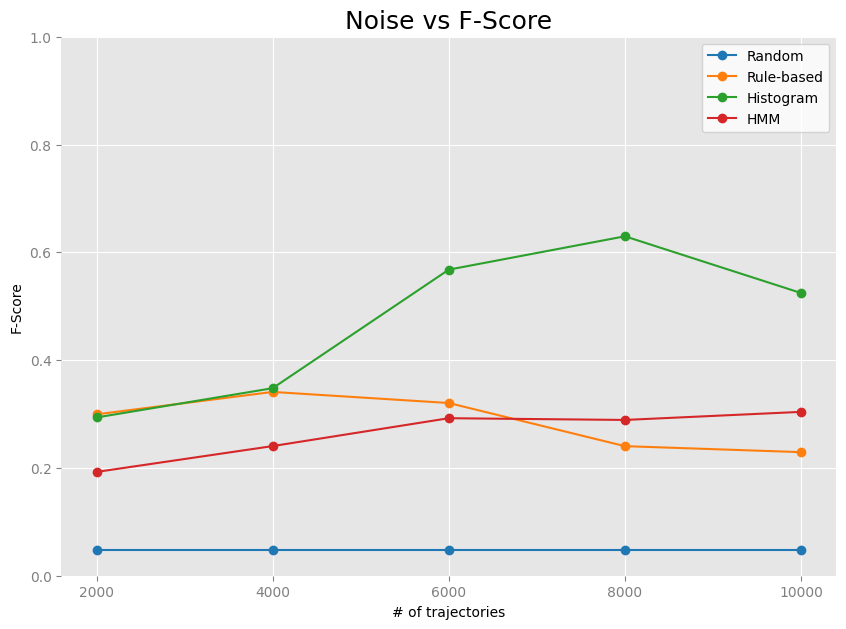 Noise vs F-Score
1.0
0.8
0.6
0.4
0.2
0.0
F-Score
Random
Rule-based
Histogram
HMM
2000 4000 6000 8000 10000
# of trajectories